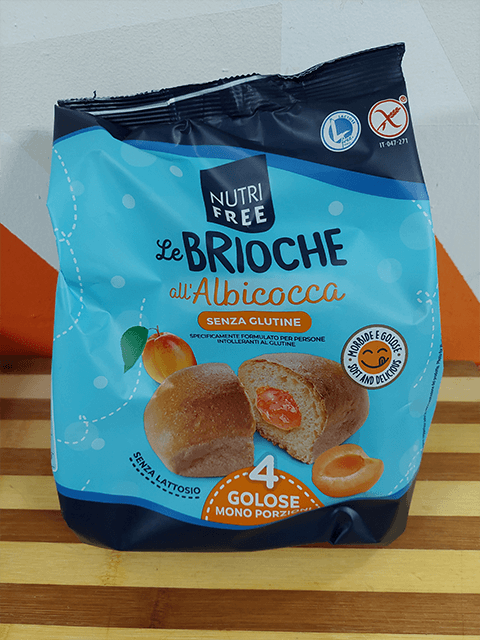 IT-047-271
NUTRI
FREE
Le BRIOCHE
all'Albicocca
SENZA GLUTINE
SPECIFICAMENTE FORMULATO PER PERSONE
INTOLLERANTI AL GLUTINE
MORBIDE E GOLOSE
SOFT AND DELICIOUS
SENZA LATTOSIO
4
GOLOSE
MONO